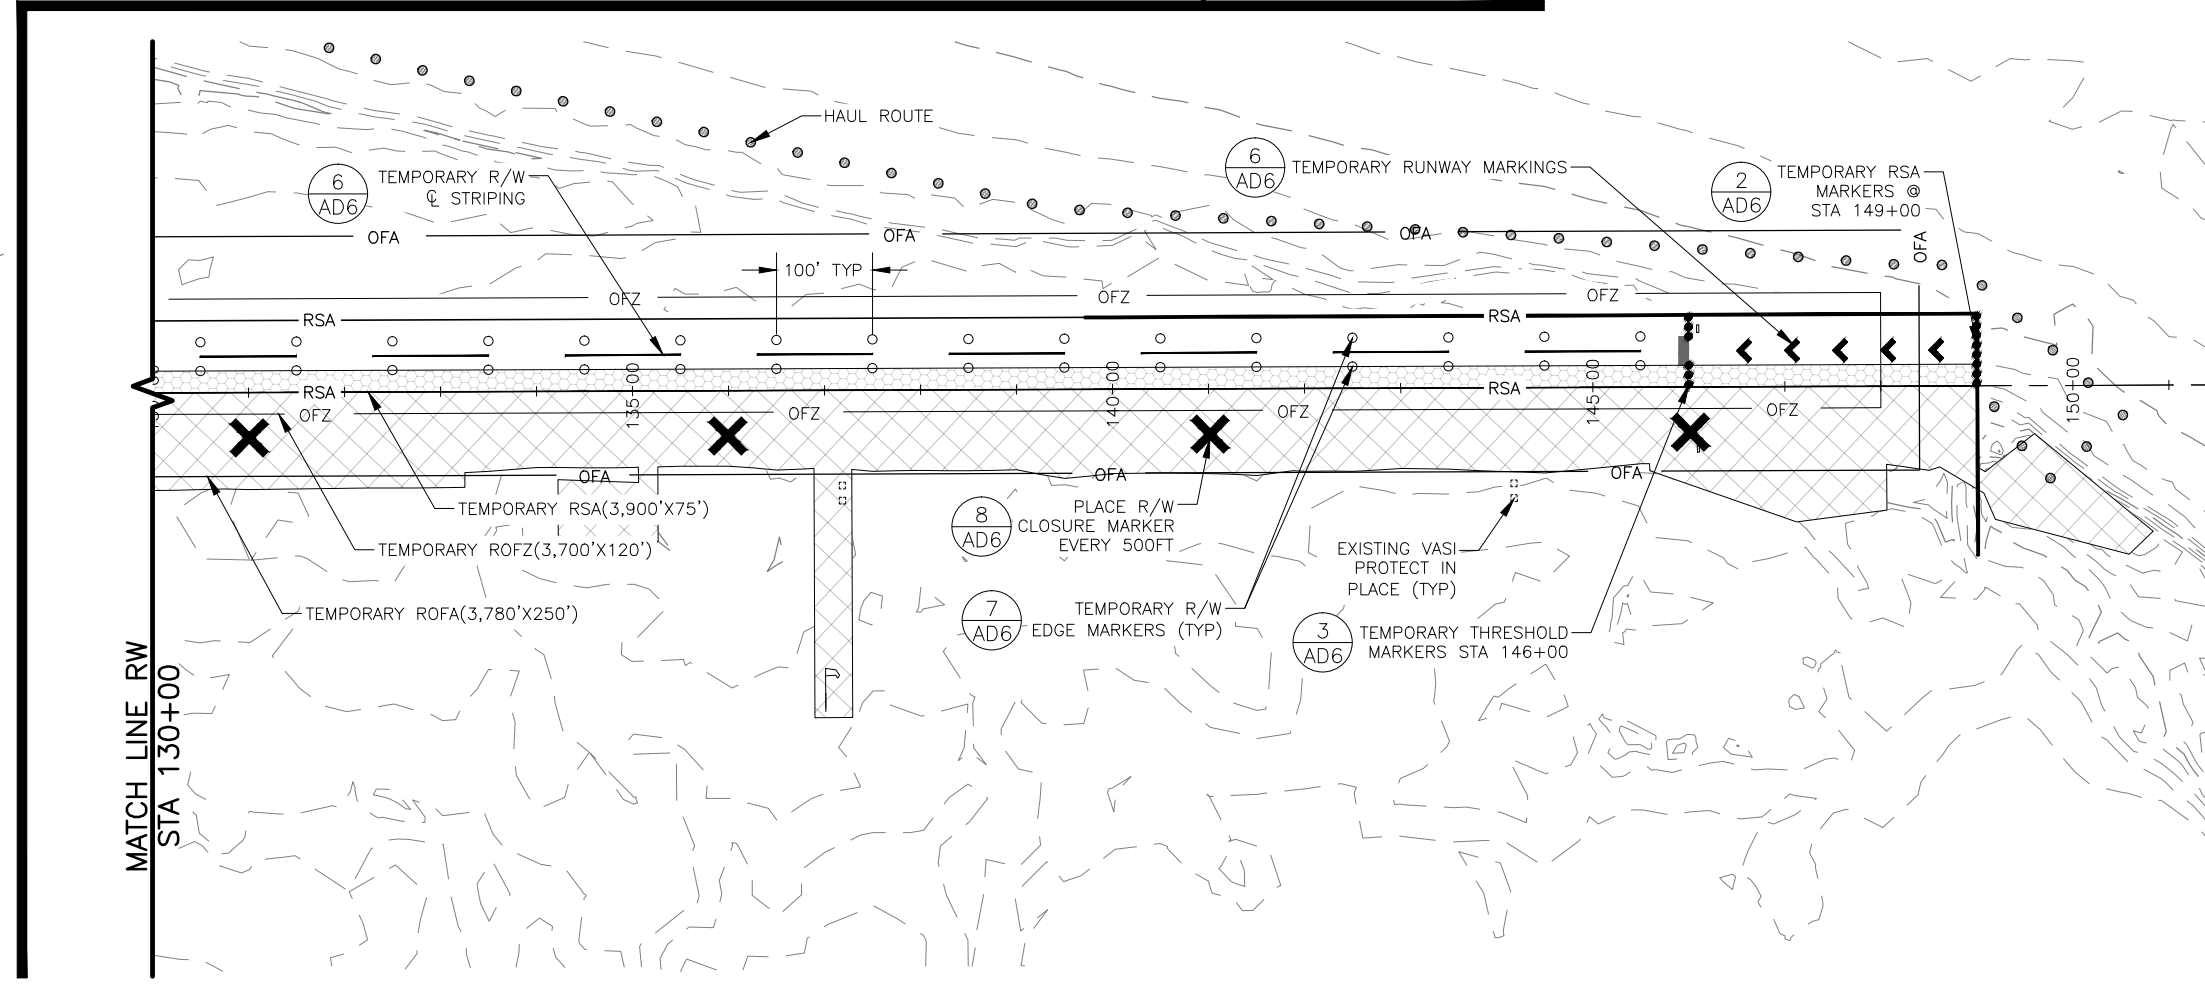 HAUL ROUTE
6
AD6
TEMPORARY R/W
℄ STRIPING
6
AD6
TEMPORARY RUNWAY MARKINGS
2
AD6
TEMPORARY RSA
MARKERS @
STA 149+00
OFA
OFA
OFA
OFA
100' TYP
OFZ
OFZ
OFZ
RSA
RSA
RSA
RSA
135+00
140+00
145+00
150+00
OFZ
OFZ
OFZ
OFZ
OFA
OFA
OFA
TEMPORARY RSA(3,900'X75')
TEMPORARY ROFZ(3,700'X120')
TEMPORARY ROFA(3,780'X250')
8
AD6
PLACE R/W
CLOSURE MARKER
EVERY 500FT
7
AD6
TEMPORARY R/W
EDGE MARKERS (TYP)
EXISTING VASI
PROTECT IN
PLACE (TYP)
3
AD6
TEMPORARY THRESHOLD
MARKERS STA 146+00
MATCH LINE RW
STA 130+00